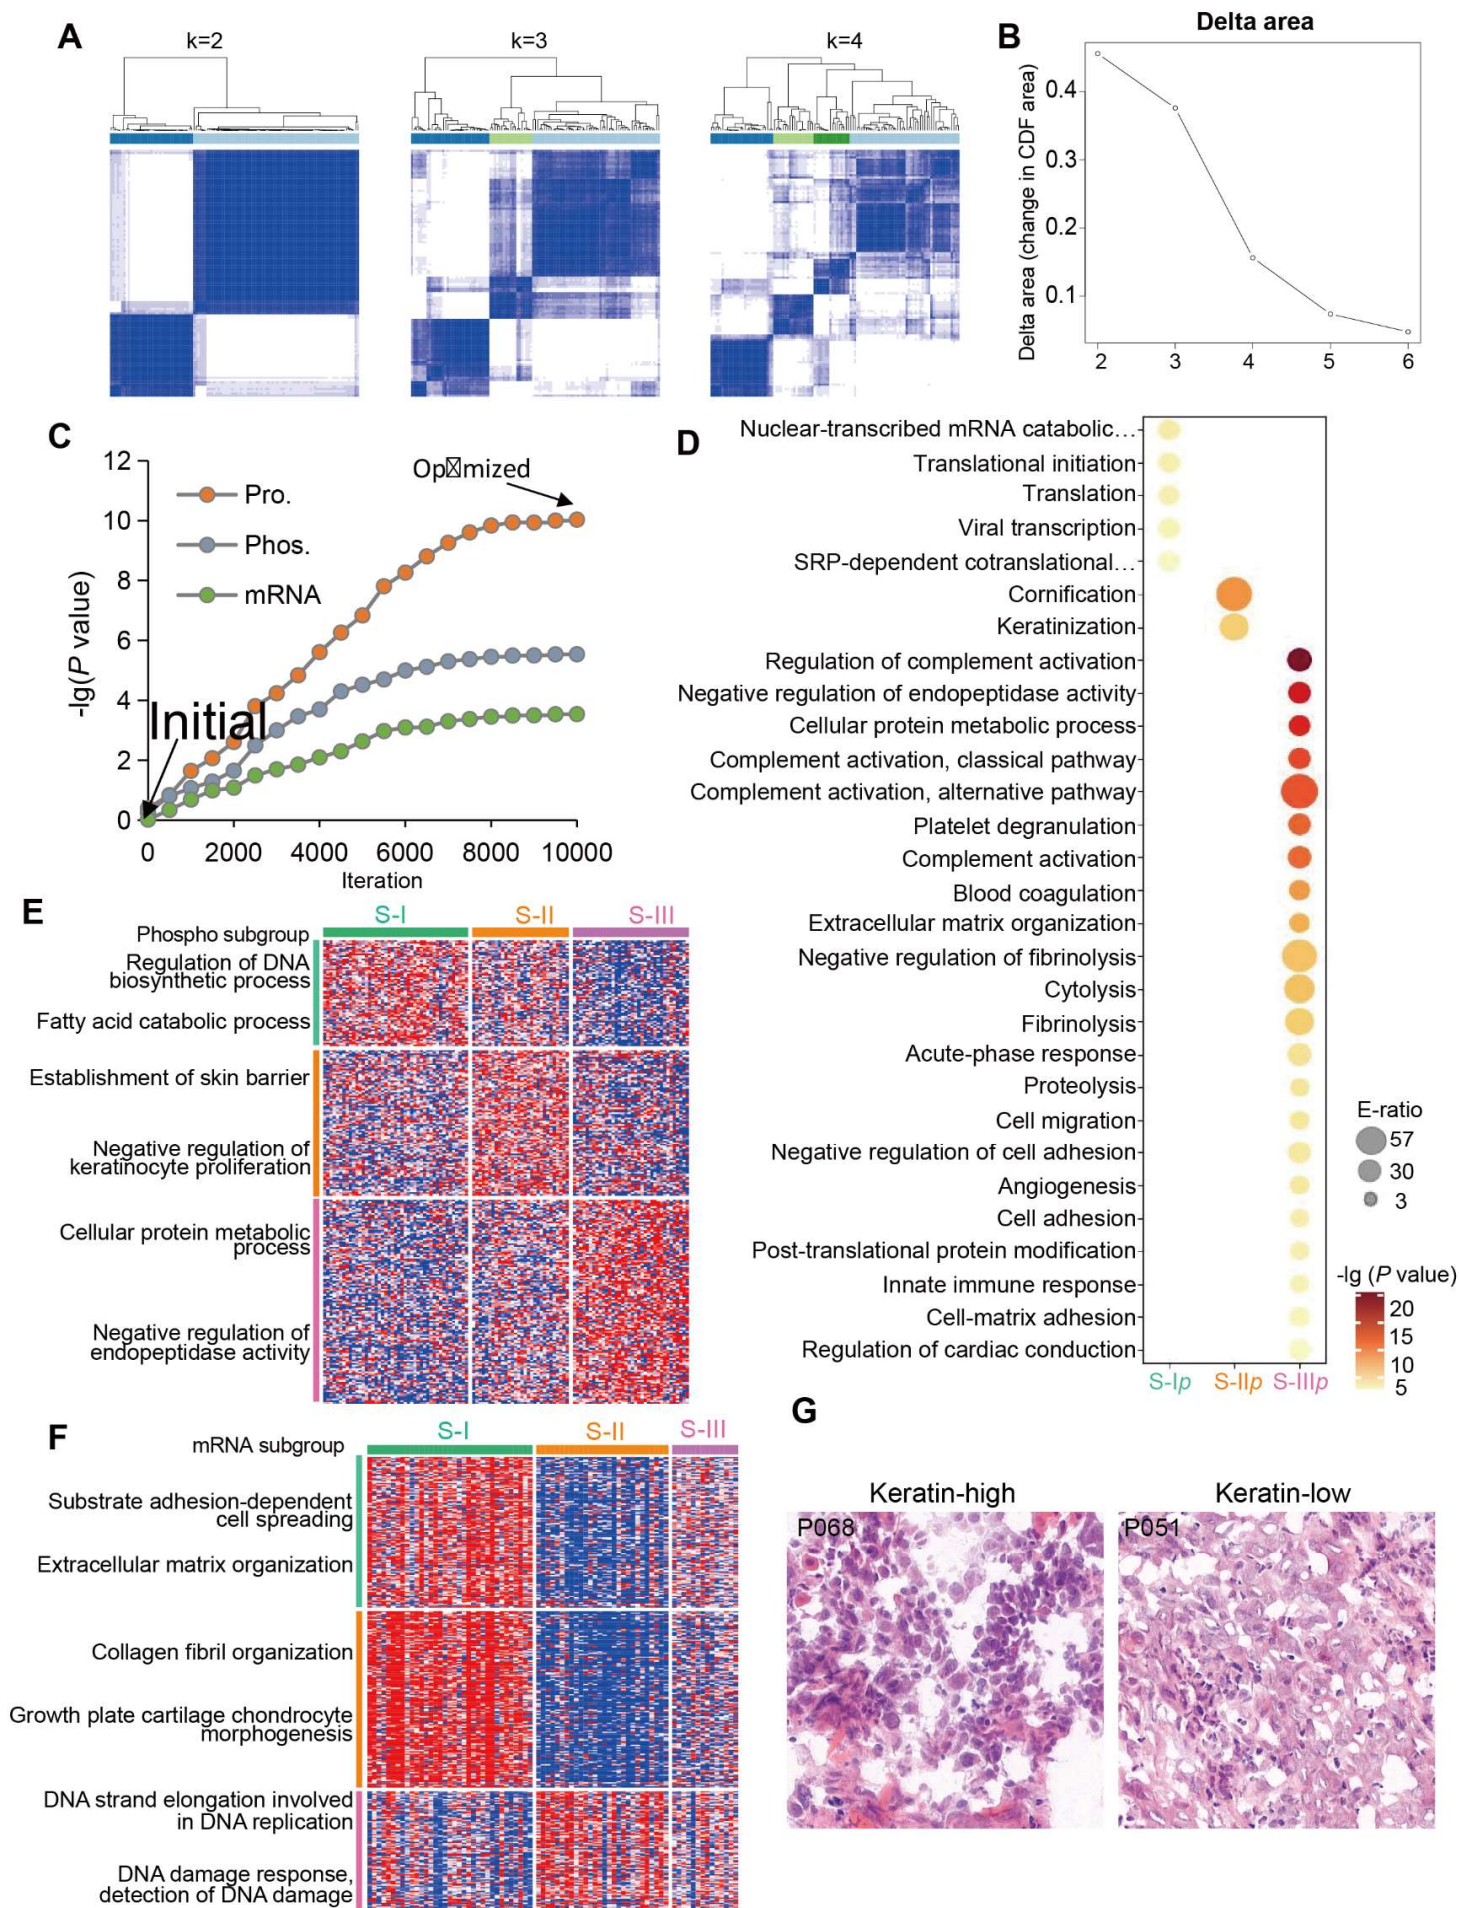 A
k=2
k=3
k=4
B
Delta area
Delta area (change in CDF area)
0.4
0.3
0.2
0.1
2
3
4
5
6
C
12
10
8
6
4
2
0
-lg(P value)
Pro.
Phos.
mRNA
Op☒mized
Initial
0
2000
4000
6000
8000
10000
Iteration
D
Nuclear-transcribed mRNA catabolic…
Translational initiation
Translation
Viral transcription
SRP-dependent cotranslational…
Cornification
Keratinization
Regulation of complement activation
Negative regulation of endopeptidase activity
Cellular protein metabolic process
Complement activation, classical pathway
Complement activation, alternative pathway
Platelet degranulation
Complement activation
Blood coagulation
Extracellular matrix organization
Negative regulation of fibrinolysis
Cytolysis
Fibrinolysis
Acute-phase response
Proteolysis
Cell migration
Negative regulation of cell adhesion
Angiogenesis
Cell adhesion
Post-translational protein modification
Innate immune response
Cell-matrix adhesion
Regulation of cardiac conduction
S-Ip
S-IIp
S-IIIp
E-ratio
57
30
3
-lg (P value)
20
15
10
5
E
S-I
S-II
S-III
Phospho subgroup
Regulation of DNA
biosynthetic process
Fatty acid catabolic process
Establishment of skin barrier
Negative regulation of
keratinocyte proliferation
Cellular protein metabolic
process
Negative regulation of
endopeptidase activity
F
S-I
S-II
S-III
mRNA subgroup
Substrate adhesion-dependent
cell spreading
Extracellular matrix organization
Collagen fibril organization
Growth plate cartilage chondrocyte
morphogenesis
DNA strand elongation involved
in DNA replication
DNA damage response,
detection of DNA damage
G
Keratin-high
Keratin-low
P068
P051